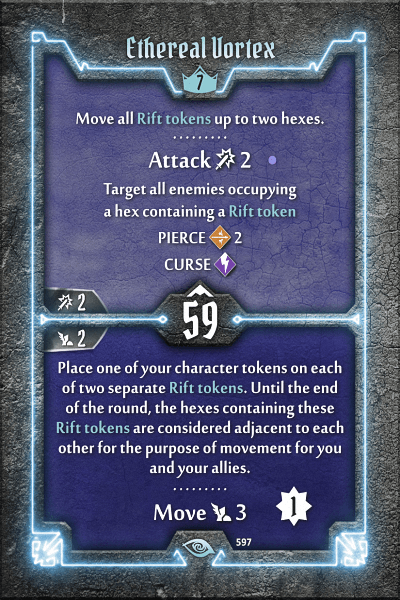 Ethereal Vortex
7
Move all Rift tokens up to two hexes.
Attack 2
Target all enemies occupying
a hex containing a Rift token
PIERCE 2
CURSE
2
59
2
Place one of your character tokens on each
of two separate Rift tokens. Until the end
of the round, the hexes containing these
Rift tokens are considered adjacent to each
other for the purpose of movement for you
and your allies.
Move 3
1
597